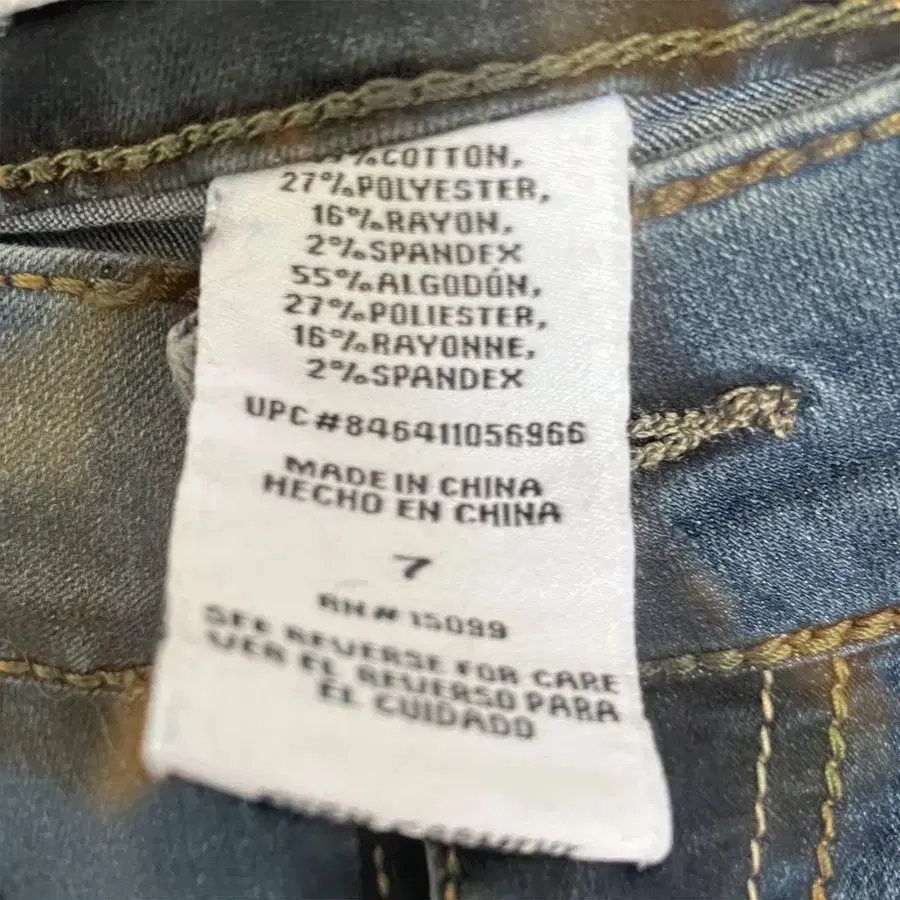 %COTTON,
27%POLYESTER,
16%RAYON,
2%SPANDEX
55%ALGODÓN,
27%POLIESTER,
16%RAYONNE,
2%SPANDEX
UPC#846411056966
MADE IN CHINA
HECHO EN CHINA
7
RN# 15099
SEE REVERSE FOR CARE
VER EL REVERSO PARA
EL CUIDADO